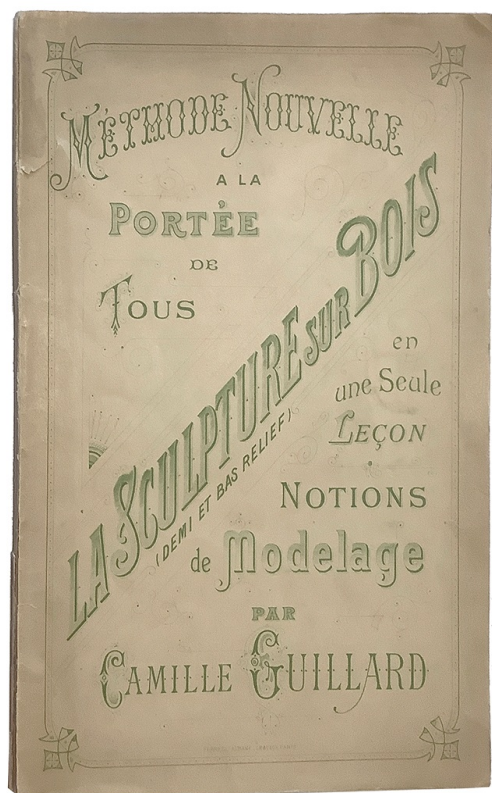 MÉTHODE NOUVELLE
A LA
PORTÉE
DE
TOUS
LA SCULPTURE SUR BOIS
(DEMI ET BAS RELIEF)
en
une Seule
LEÇON
NOTIONS
de Modelage
PAR
CAMILLE GUILLARD